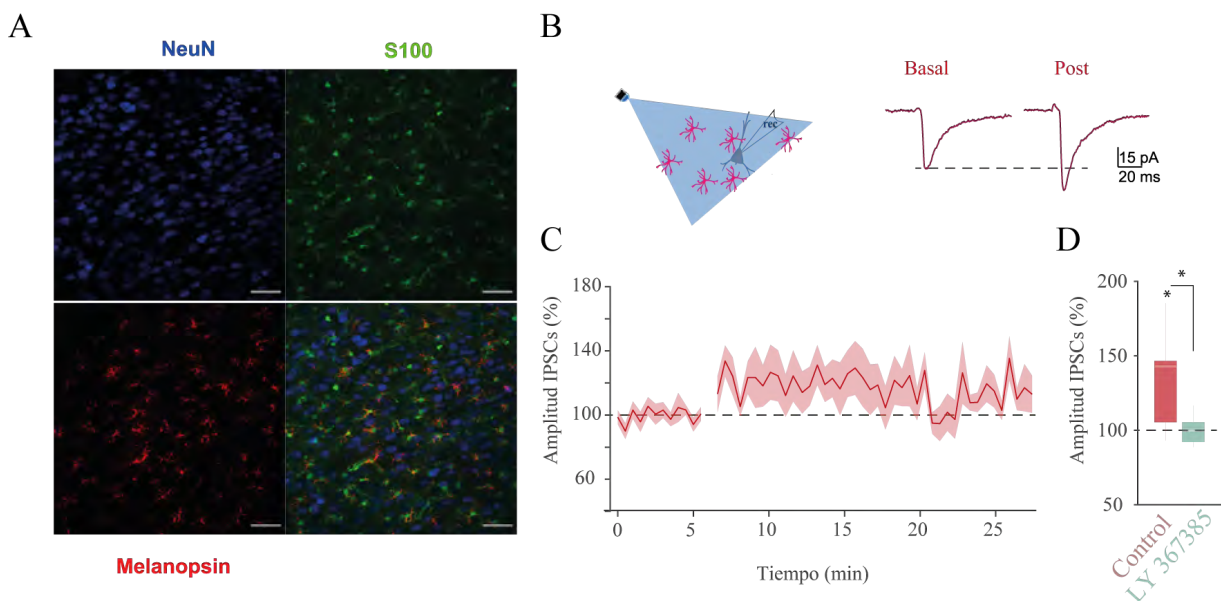 A
NeuN
S100
Melanopsin
B
rec
Basal
Post
15 pA
20 ms
C
Amplitud IPSCs (%)
180
140
100
60
0
5
10
15
20
25
Tiempo (min)
D
Amplitud IPSCs (%)
200
150
100
50
*
*
Control
LY 367385